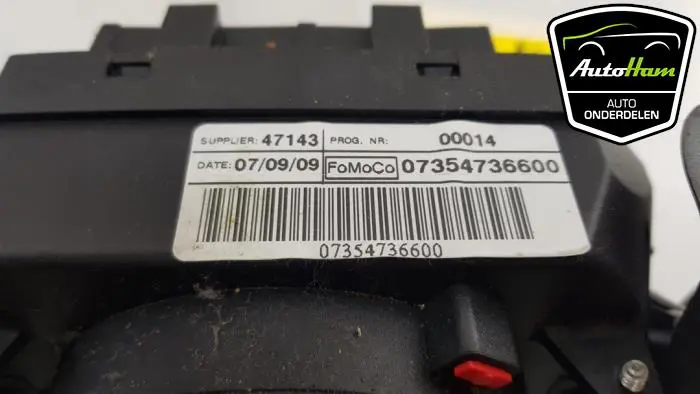 AutoHam
AUTO
ONDERDELEN
SUPPLIER: 47143 PROG. NR: 00014
DATE: 07/09/09 FoMoCo 07354736600
07354736600